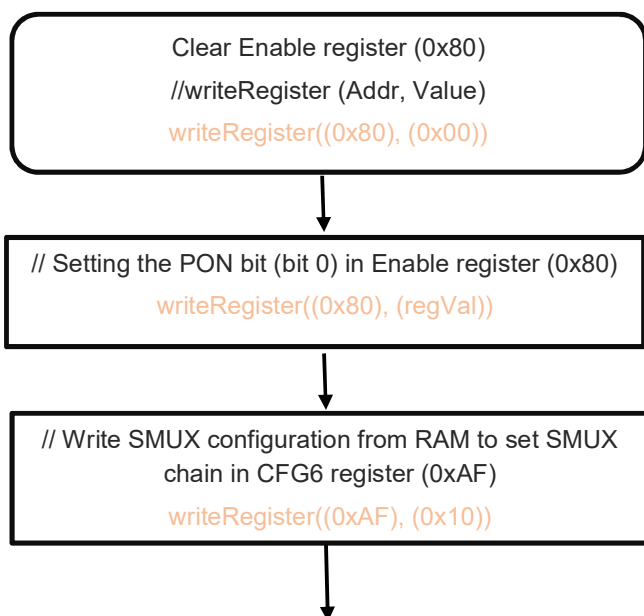 Clear Enable register (0x80)
//writeRegister (Addr, Value)
writeRegister((0x80), (0x00))
// Setting the PON bit (bit 0) in Enable register (0x80)
writeRegister((0x80), (regVal))
// Write SMUX configuration from RAM to set SMUX
chain in CFG6 register (0xAF)
writeRegister((0xAF), (0x10))